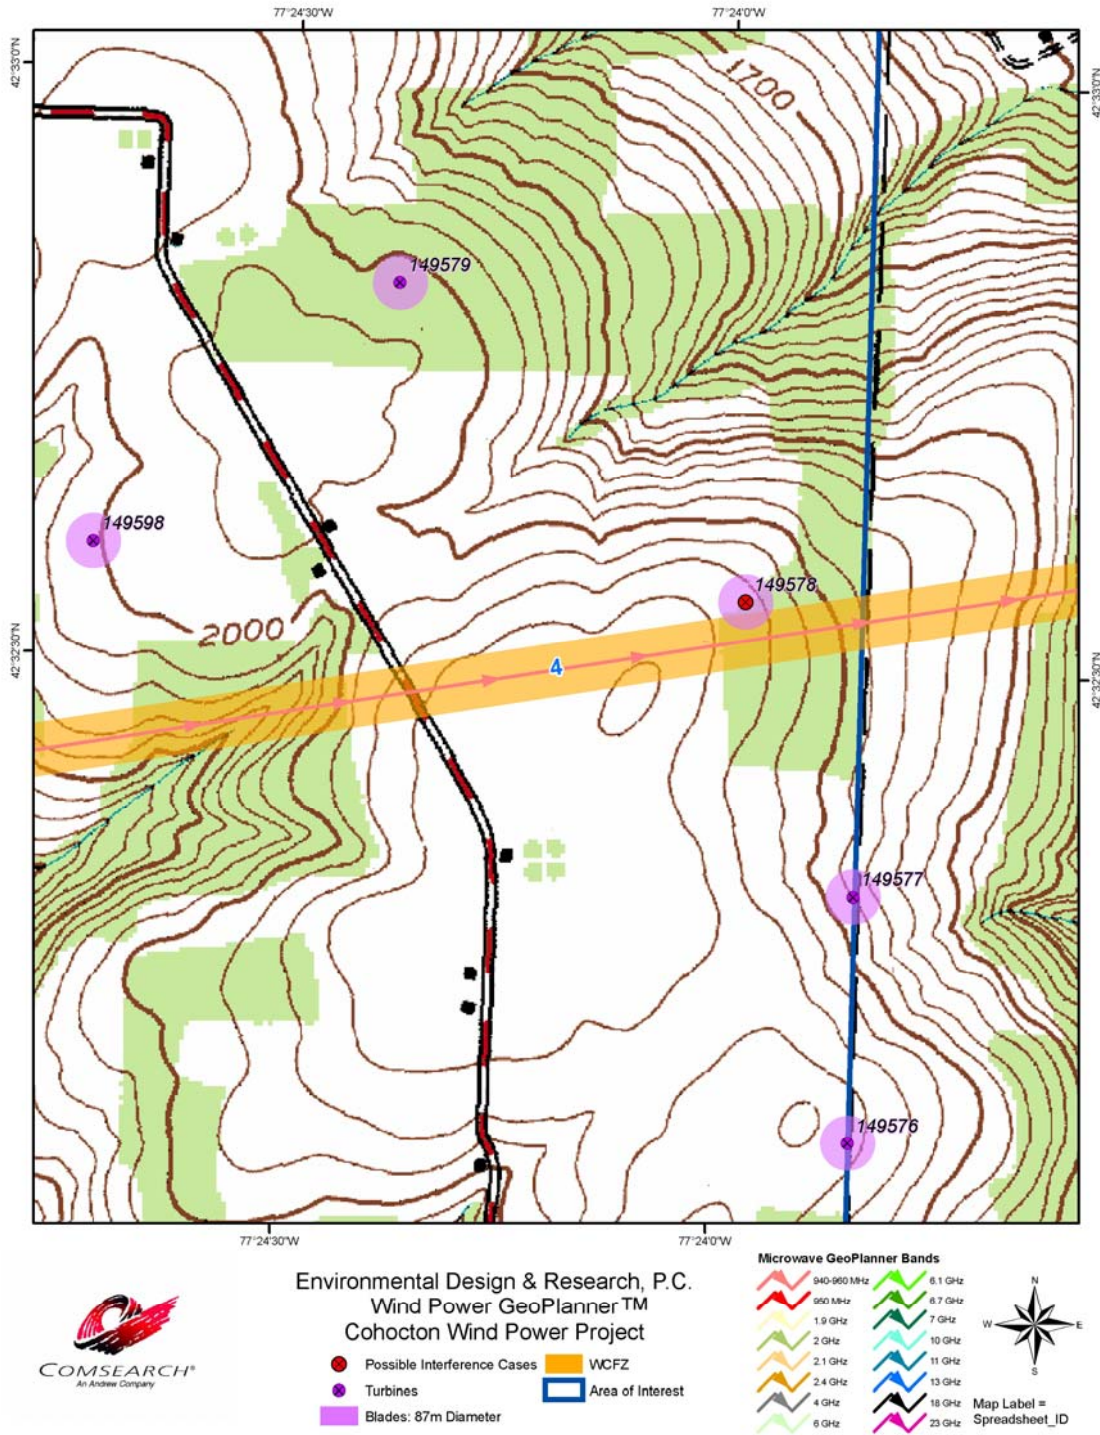 77°24'30"W 77°24'0"W
42°33'0"N
42°33'0"N
1700
149579
149598
149578
2000
4
42°32'30"N
42°32'30"N
149577
149576
77°24'30"W 77°24'0"W
COMSEARCH®
An Andrew Company
Environmental Design & Research, P.C.
Wind Power GeoPlanner™
Cohocton Wind Power Project
Possible Interference Cases
WCFZ
Turbines
Area of Interest
Blades: 87m Diameter
Microwave GeoPlanner Bands
940-960 MHz
950 MHz
1.9 GHz
2 GHz
2.1 GHz
2.4 GHz
4 GHz
6 GHz
6.1 GHz
6.7 GHz
7 GHz
10 GHz
11 GHz
13 GHz
18 GHz
23 GHz
N
W E
S
Map Label =
Spreadsheet_ID